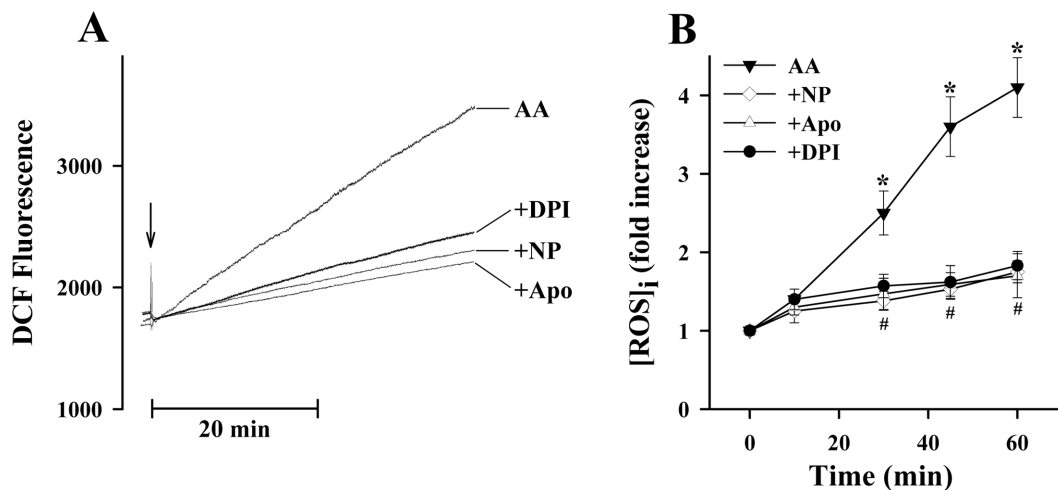 A
DCF Fluorescence
3000
2000
1000
AA
+DPI
+NP
+Apo
20 min
B
[ROS]i (fold increase)
4
3
2
1
0
AA
+NP
+Apo
+DPI
*
*
*
#
#
#
0
20
40
60
Time (min)